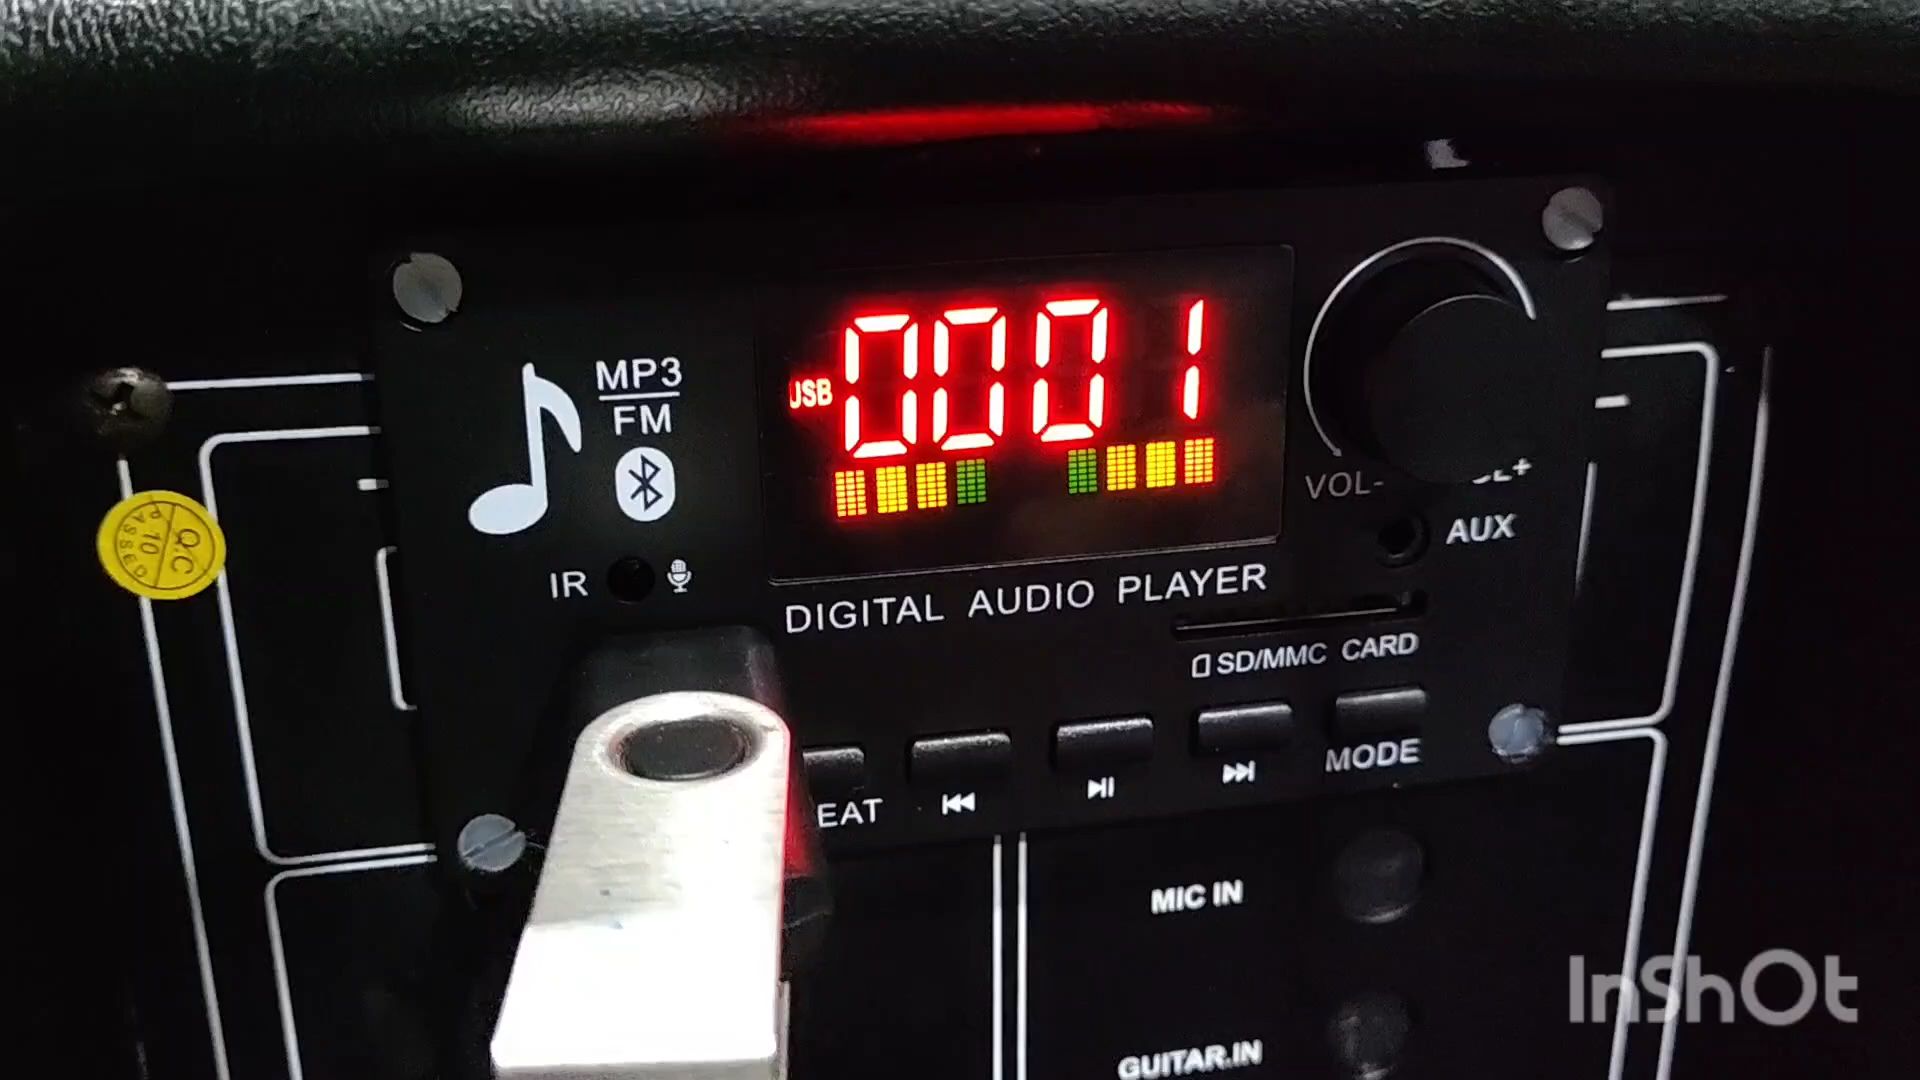 MP3
FM
USB
0001
VOL-
AUX
IR
DIGITAL AUDIO PLAYER
SD/MMC CARD
EAT
MODE
MIC IN
GUITAR.IN
Q.C
10
PASSED
InShOt